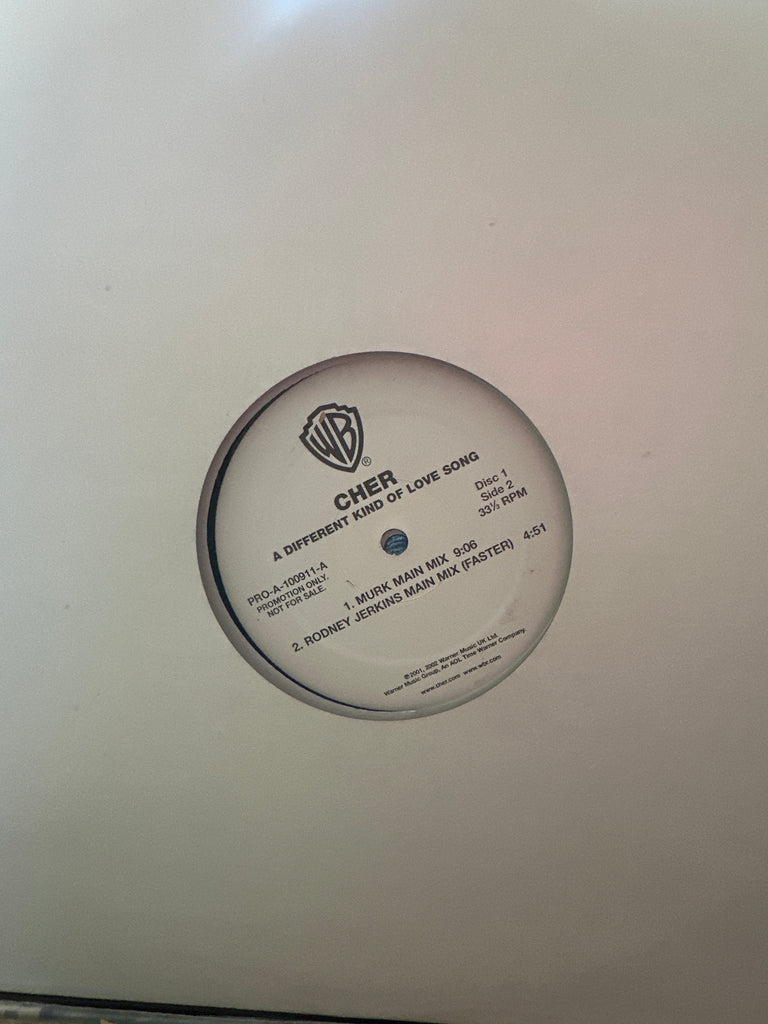 WB
®
CHER
A DIFFERENT KIND OF LOVE SONG
Disc 1
Side 2
33⅓ RPM
PRO-A-100911-A
PROMOTION ONLY.
NOT FOR SALE.
1. MURK MAIN MIX 9:06
2. RODNEY JERKINS MAIN MIX (FASTER) 4:51
℗2001, 2002 Warner Music UK Ltd.
Warner Music Group, An AOL Time Warner Company.
www.cher.com www.wbr.com